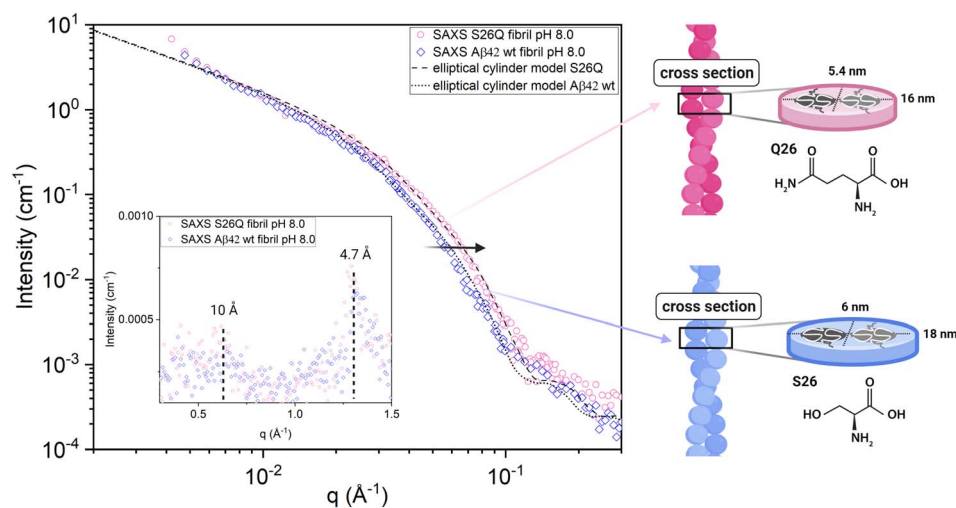 SAXS S26Q fibril pH 8.0
SAXS Aβ42 wt fibril pH 8.0
elliptical cylinder model S26Q
elliptical cylinder model Aβ42 wt
10¹
10⁰
10⁻¹
10⁻²
10⁻³
10⁻⁴
Intensity (cm⁻¹)
10⁻²
10⁻¹
q (Å⁻¹)
0.0010
0.0005
Intensity (cm⁻¹)
SAXS S26Q fibril pH 8.0
SAXS Aβ42 wt fibril pH 8.0
10 Å
4.7 Å
0.5
1.0
1.5
q (Å⁻¹)
cross section
5.4 nm
16 nm
Q26
O
O
H₂N
OH
NH₂
cross section
6 nm
18 nm
S26
O
HO
OH
NH₂